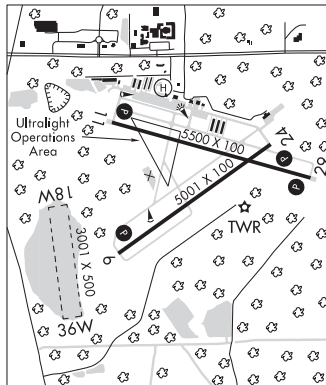 H
P
11
Ultralight
Operations
Area
5500 X 100
24
P
29
P
5001 X 100
18W
3001 X 500
TWR
P
6
36W